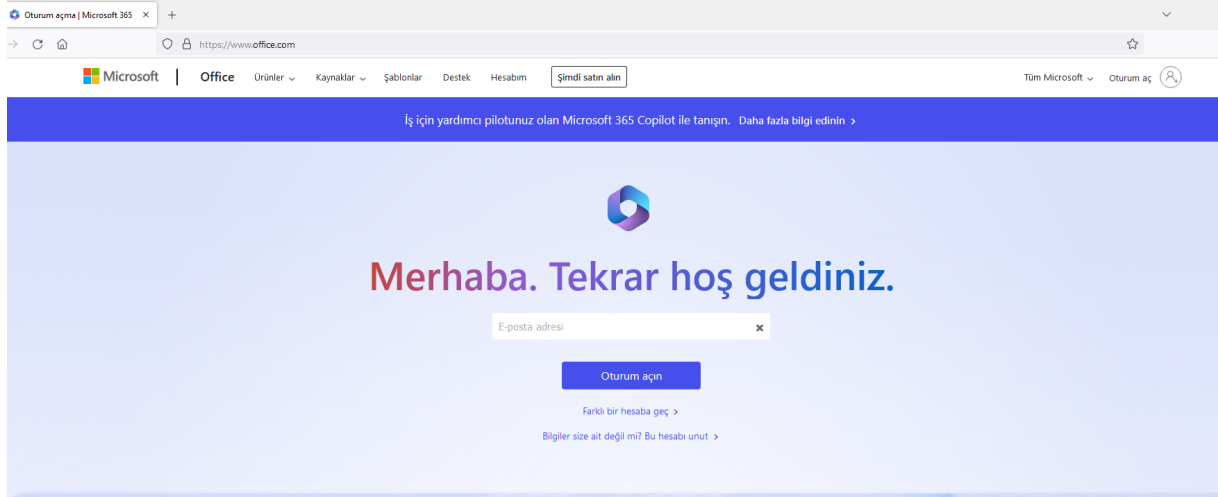 Oturum açma | Microsoft 365
https://www.office.com
Microsoft | Office Ürünler Kaynaklar Şablonlar Destek Hesabım Şimdi satın alın Tüm Microsoft Oturum aç
İş için yardımcı pilotunuz olan Microsoft 365 Copilot ile tanışın. Daha fazla bilgi edinin >
Merhaba. Tekrar hoş geldiniz.
E-posta adresi
Oturum açın
Farklı bir hesaba geç >
Bilgiler size ait değil mi? Bu hesabı unut >